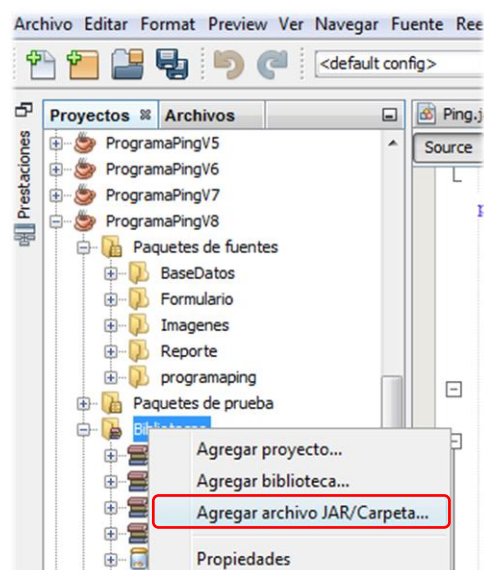 Archivo Editar Format Preview Ver Navegar Fuente Ree
<default config>
Proyectos Archivos
Ping.j
Source
Prestaciones
ProgramaPingV5
ProgramaPingV6
ProgramaPingV7
ProgramaPingV8
Paquetes de fuentes
BaseDatos
Formulario
Imagenes
Reporte
programaping
Paquetes de prueba
Agregar proyecto...
Agregar biblioteca...
Agregar archivo JAR/Carpeta...
Propiedades